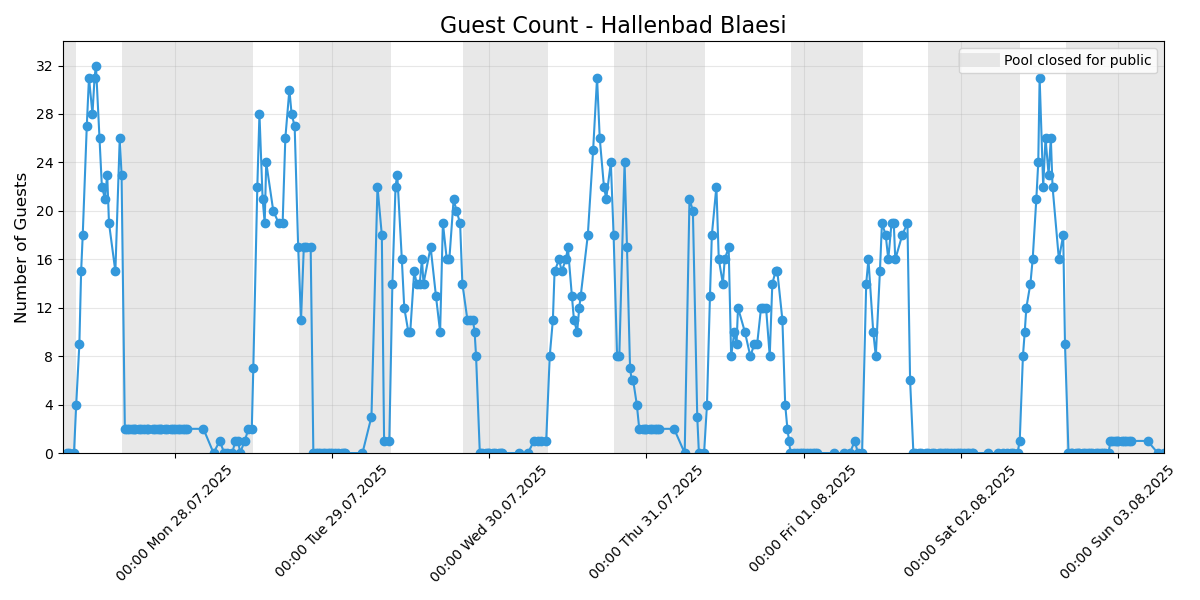 Guest Count - Hallenbad Blaesi
Pool closed for public
Number of Guests
32
28
24
20
16
12
8
4
0
00:00 Mon 28.07.2025
00:00 Tue 29.07.2025
00:00 Wed 30.07.2025
00:00 Thu 31.07.2025
00:00 Fri 01.08.2025
00:00 Sat 02.08.2025
00:00 Sun 03.08.2025